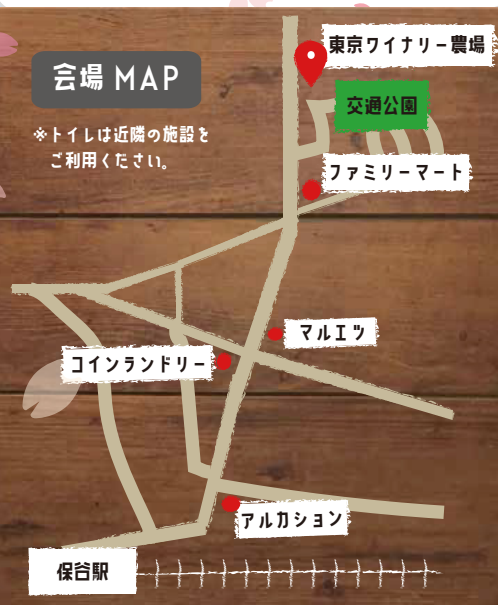 会場 MAP
※トイレは近隣の施設を
ご利用ください。
東京ワイナリー農場
交通公園
ファミリーマート
マルエツ
コインランドリー
アルカション
保谷駅